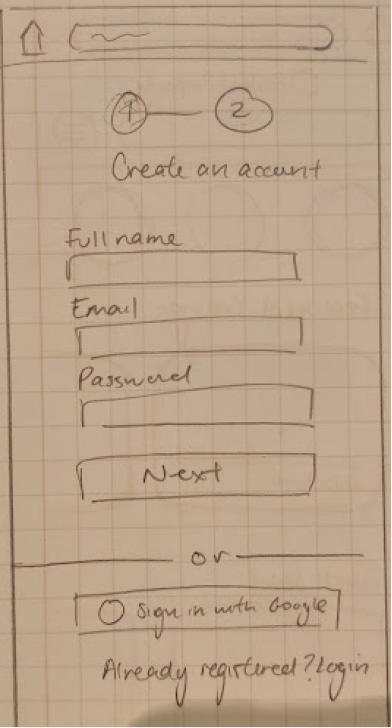 1 2
Create an account
Full name
Email
Password
Next
or
Sign in with Google
Already registered? Login